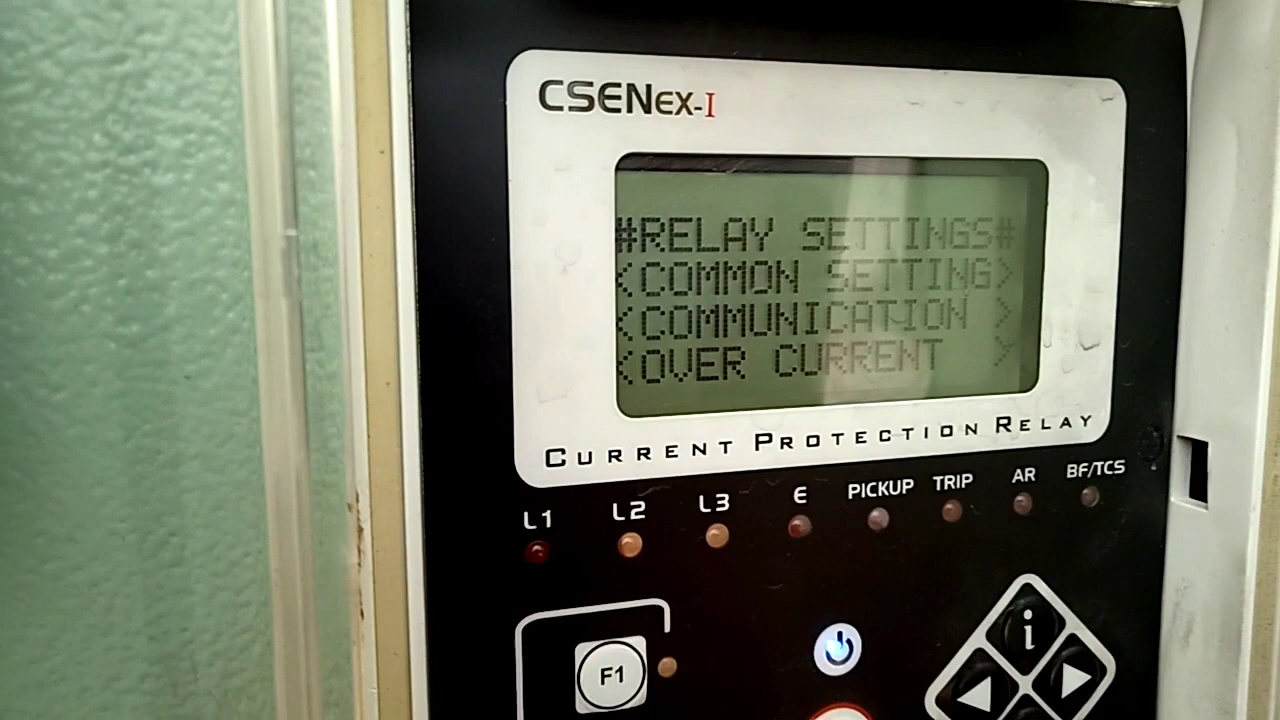 CSENEX-I
#RELAY SETTINGS#
<COMMON SETTING>
<COMMUNICATION >
<OVER CURRENT >
CURRENT PROTECTION RELAY
L1 L2 L3 E PICKUP TRIP AR BF/TCS
i
F1